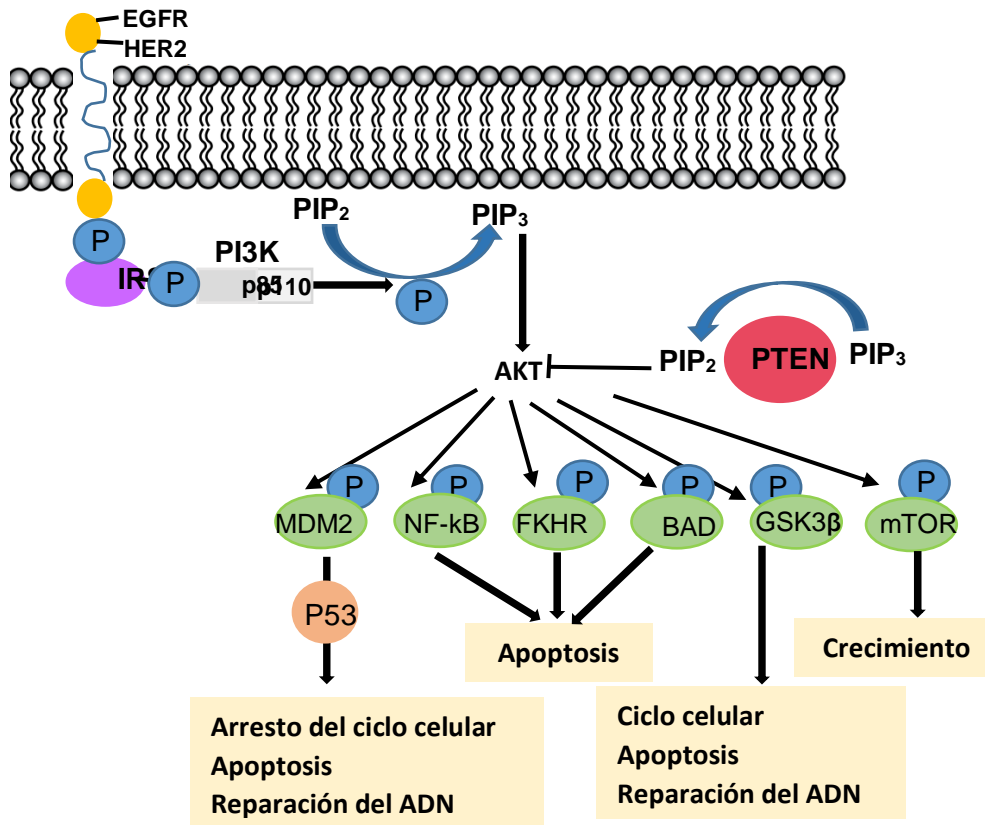 EGFR
HER2
PIP2
PIP3
P
PI3K
P
p110
P
PIP2
PTEN
PIP3
AKT
P
P
P
P
P
P
MDM2
NF-kB
FKHR
BAD
GSK3β
mTOR
P53
Apoptosis
Crecimiento
Arresto del ciclo celular
Apoptosis
Reparación del ADN
Ciclo celular
Apoptosis
Reparación del ADN